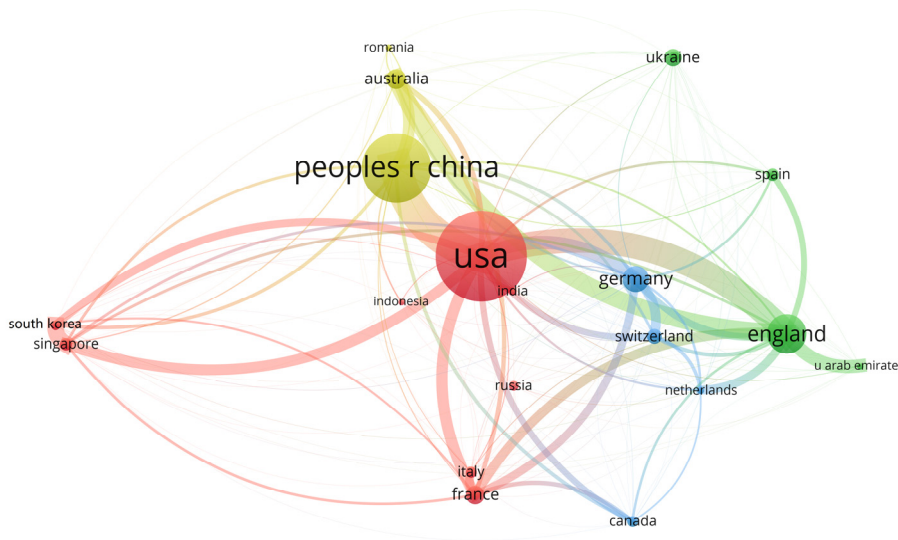 romania
australia
ukraine
peoples r china
spain
usa
germany
india
indonesia
south korea
singapore
switzerland
england
u arab emirate
russia
netherlands
italy
france
canada